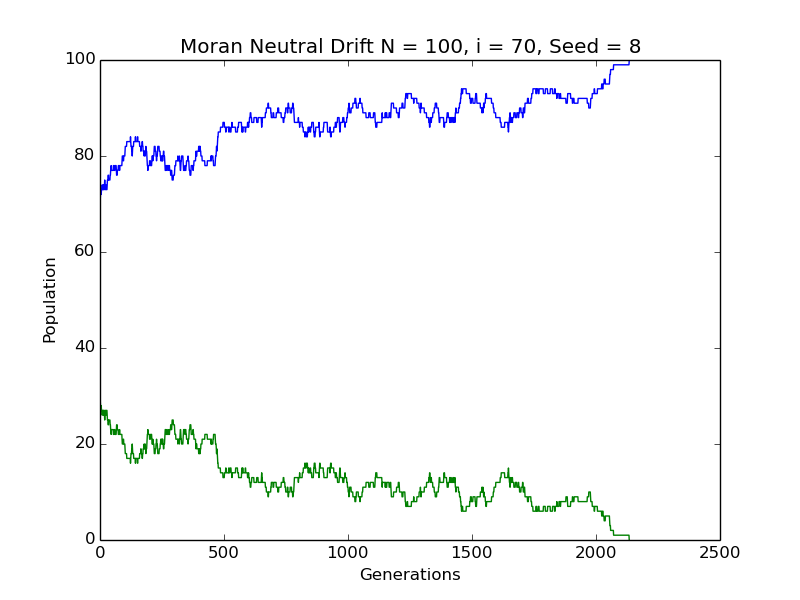 Moran Neutral Drift N = 100, i = 70, Seed = 8
100
80
60
40
20
0
Population
0 500 1000 1500 2000 2500
Generations